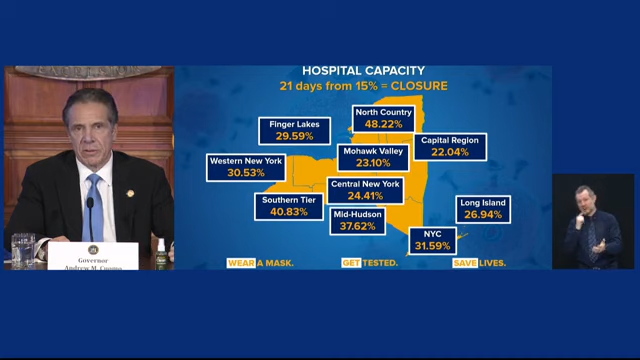 HOSPITAL CAPACITY
21 days from 15% = CLOSURE
North Country
48.22%
Finger Lakes
29.59%
Capital Region
22.04%
Mohawk Valley
23.10%
Western New York
30.53%
Central New York
24.41%
Southern Tier
40.83%
Long Island
26.94%
Mid-Hudson
37.62%
NYC
31.59%
WEAR A MASK.
GET TESTED.
SAVE LIVES.
Governor
Andrew M. Cuomo